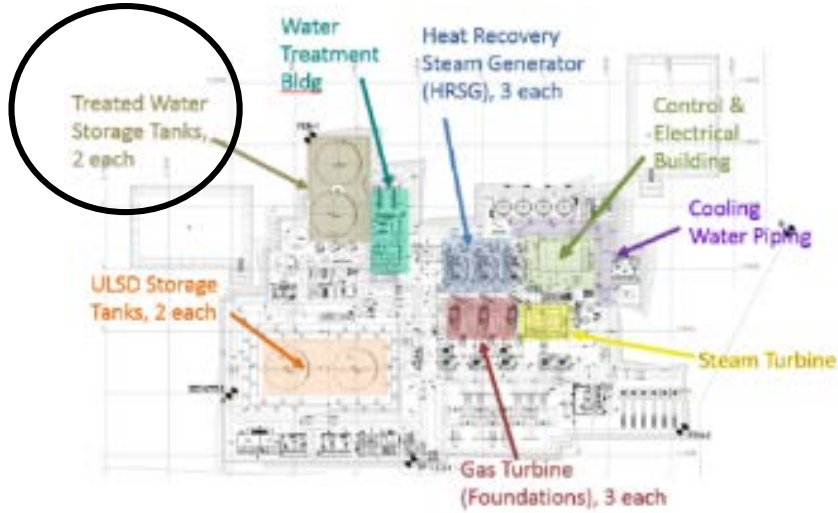 Water
Treatment
Bldg
Heat Recovery
Steam Generator
(HRSG), 3 each
Treated Water
Storage Tanks,
2 each
Control &
Electrical
Building
Cooling
Water Piping
ULSD Storage
Tanks, 2 each
Steam Turbine
Gas Turbine
(Foundations), 3 each